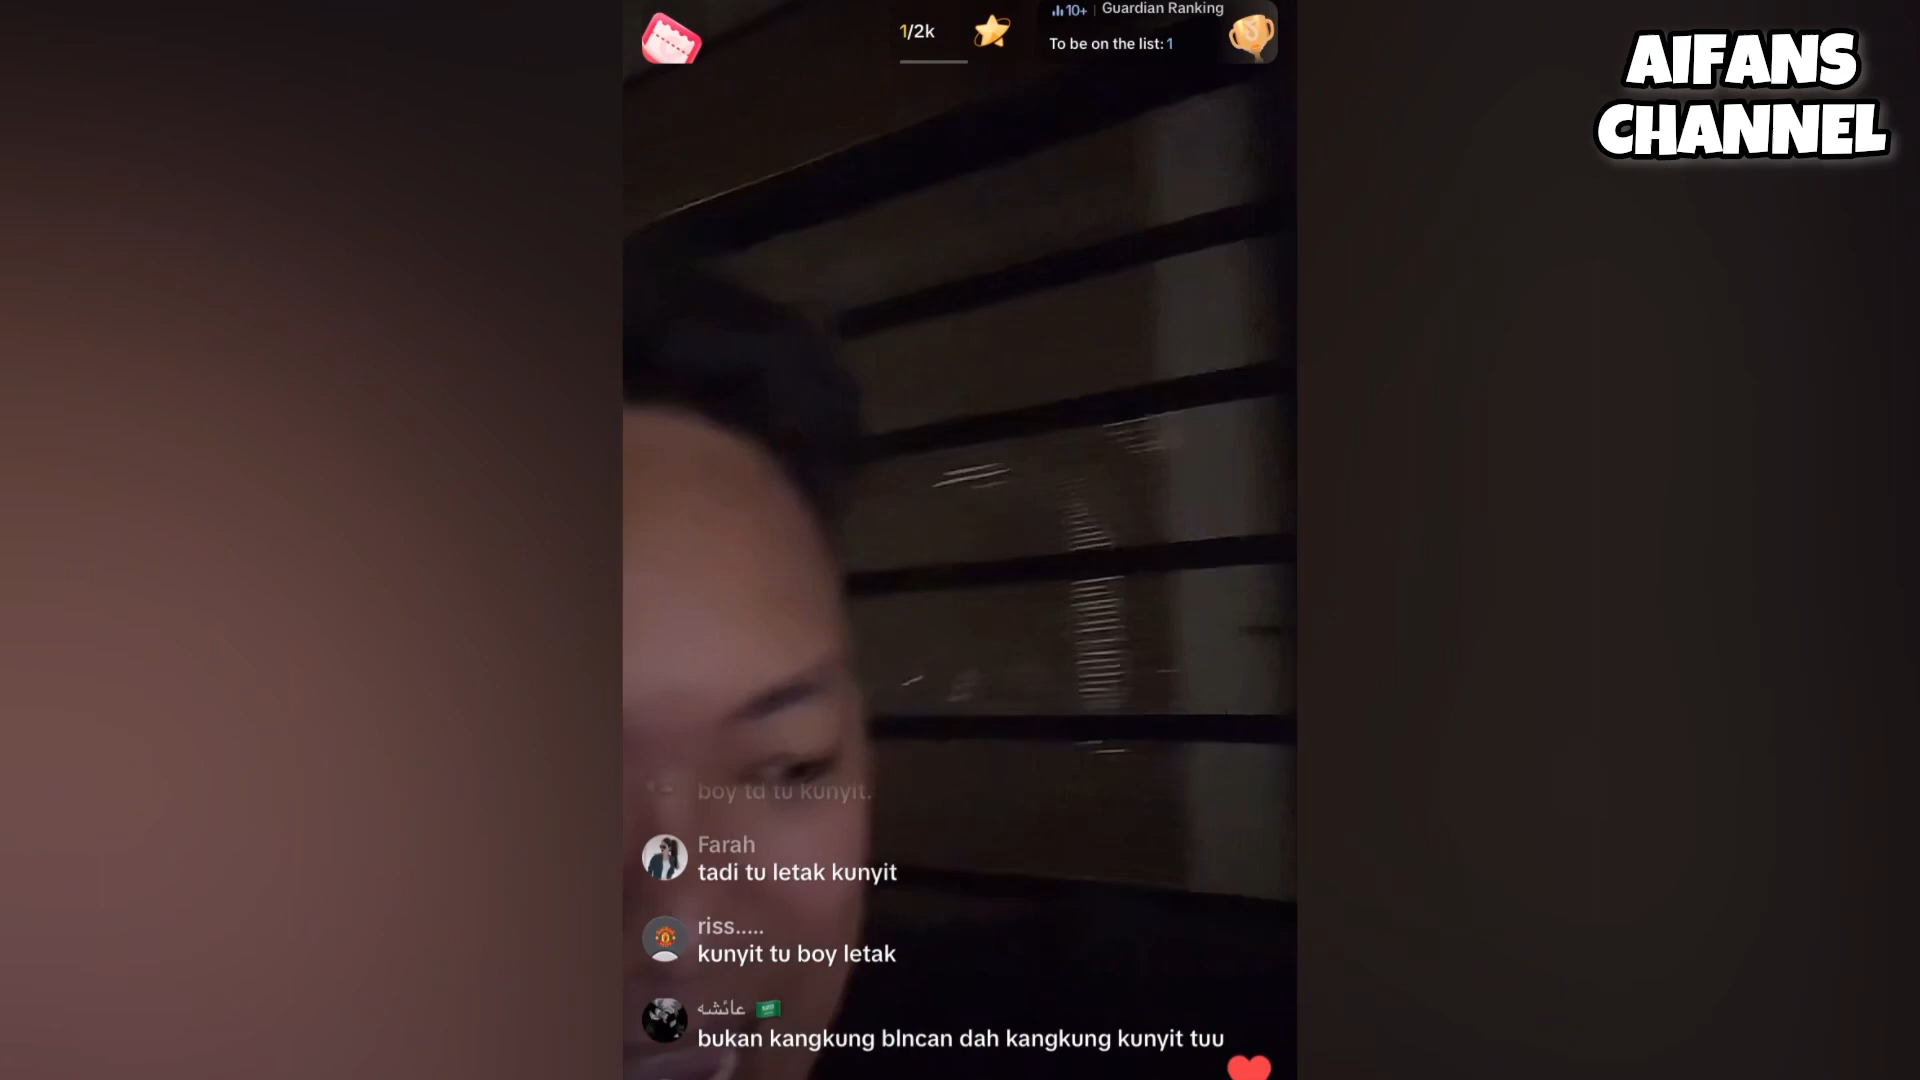 1/2k
10+ | Guardian Ranking
To be on the list: 1
AIFANS
CHANNEL
boy td tu kunyit.
Farah
tadi tu letak kunyit
riss.....
kunyit tu boy letak
عائشه 🇸🇦
bukan kangkung blncan dah kangkung kunyit tuu